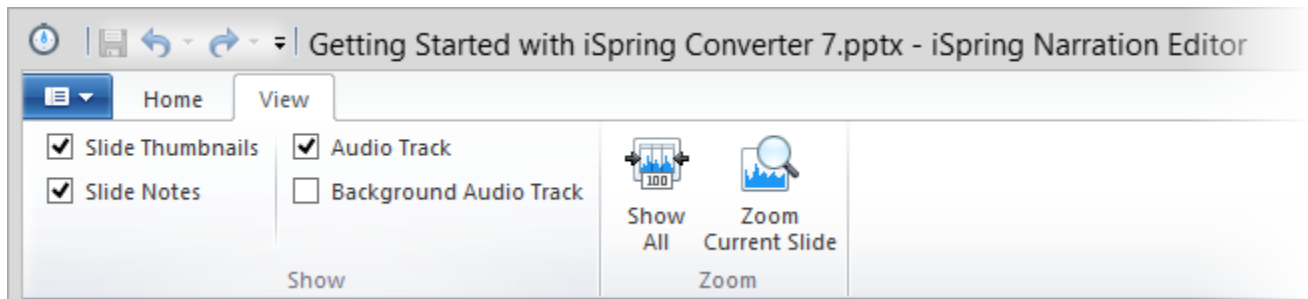 Getting Started with iSpring Converter 7.pptx - iSpring Narration Editor
Home View
Slide Thumbnails Audio Track
Slide Notes Background Audio Track
100
Show Zoom
All Current Slide
Show Zoom